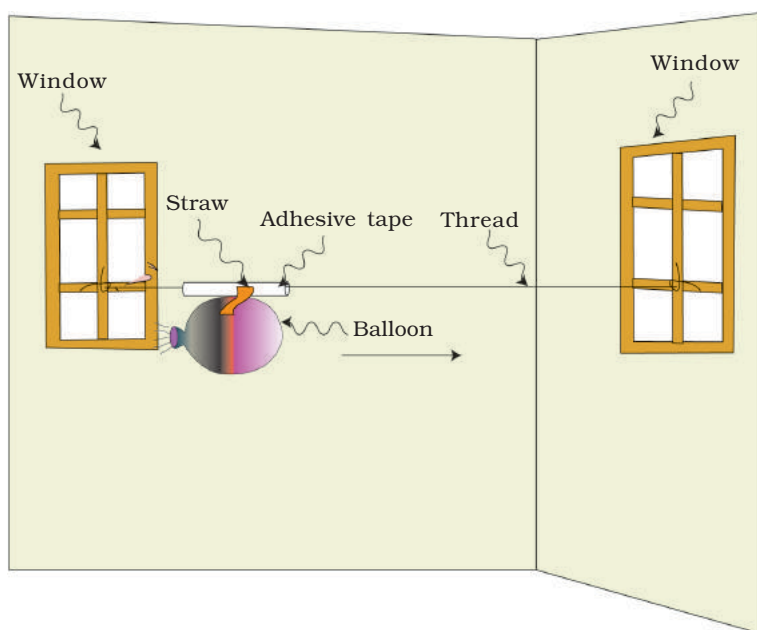 Window
Window
Straw
Adhesive tape
Thread
Balloon